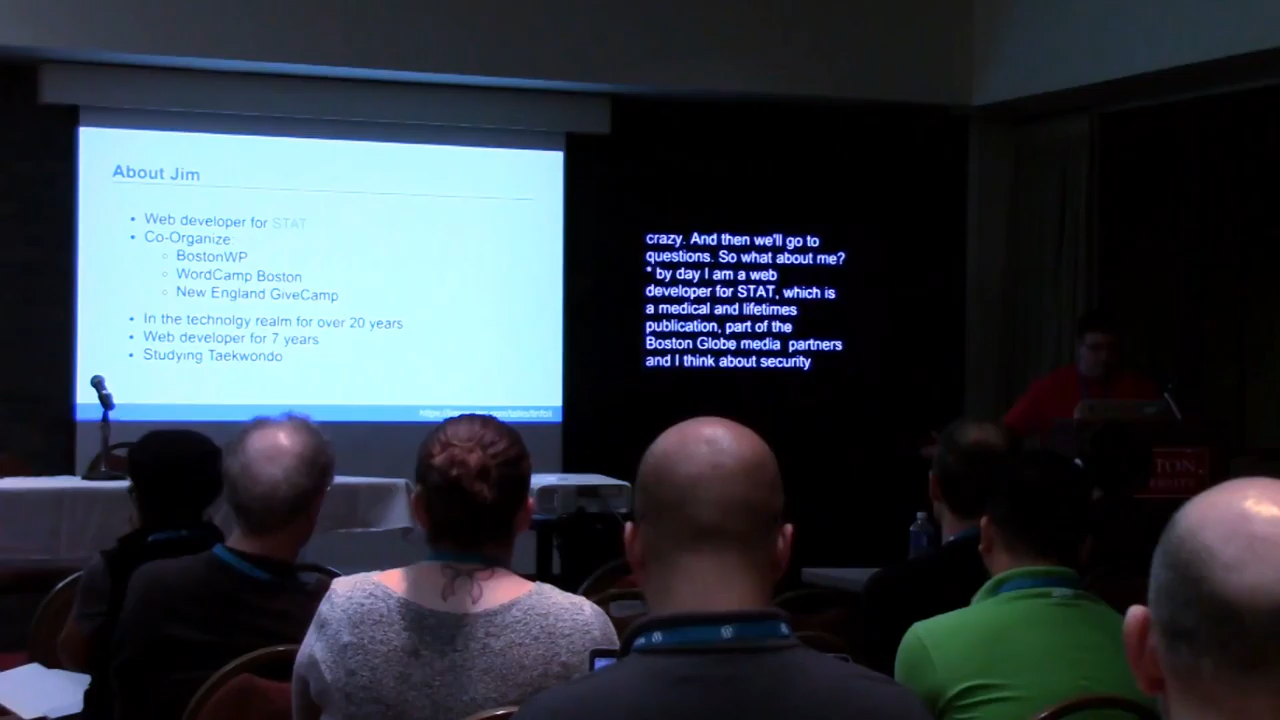 About Jim
• Web developer for STAT
• Co-Organize:
○ BostonWP
○ WordCamp Boston
○ New England GiveCamp
• In the technolgy realm for over 20 years
• Web developer for 7 years
• Studying Taekwondo
crazy. And then we'll go to
questions. So what about me?
* by day I am a web
developer for STAT, which is
a medical and lifetimes
publication, part of the
Boston Globe media partners
and I think about security
TON